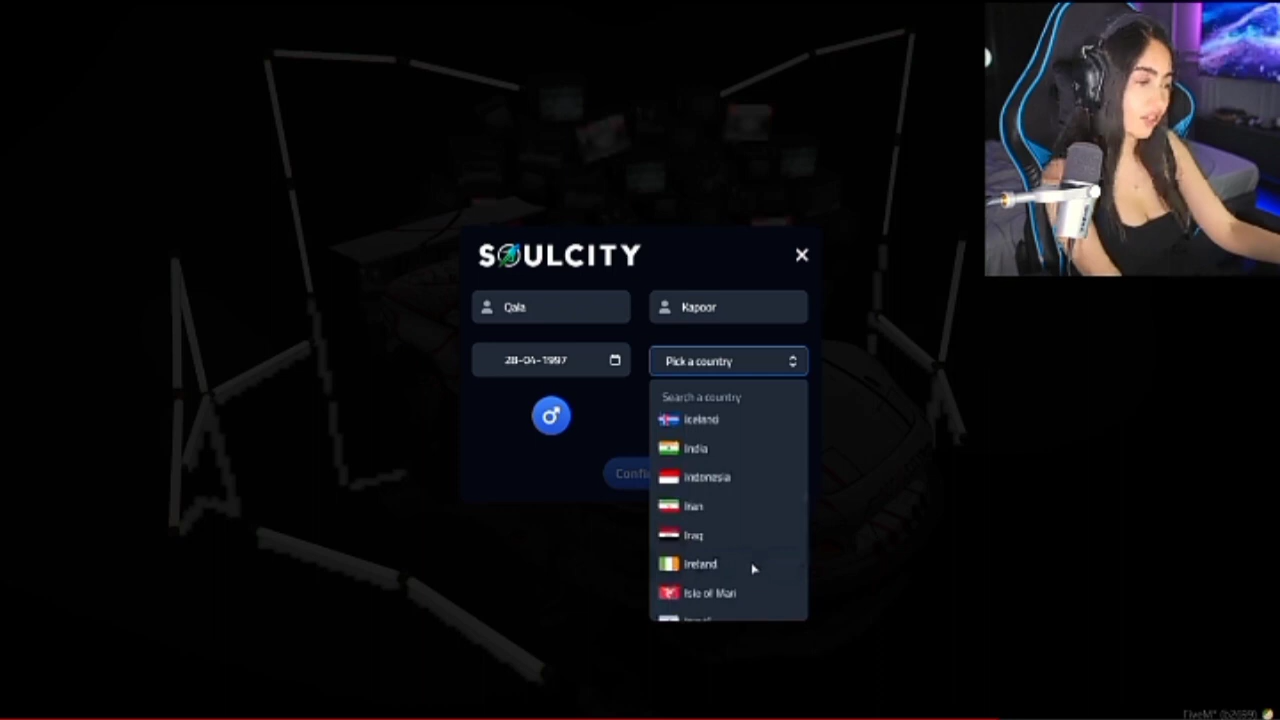 SOULCITY
Qala
Kapoor
28-04-1997
Pick a country
Search a country
Iceland
India
Indonesia
Iran
Iraq
Ireland
Isle of Man
Confi